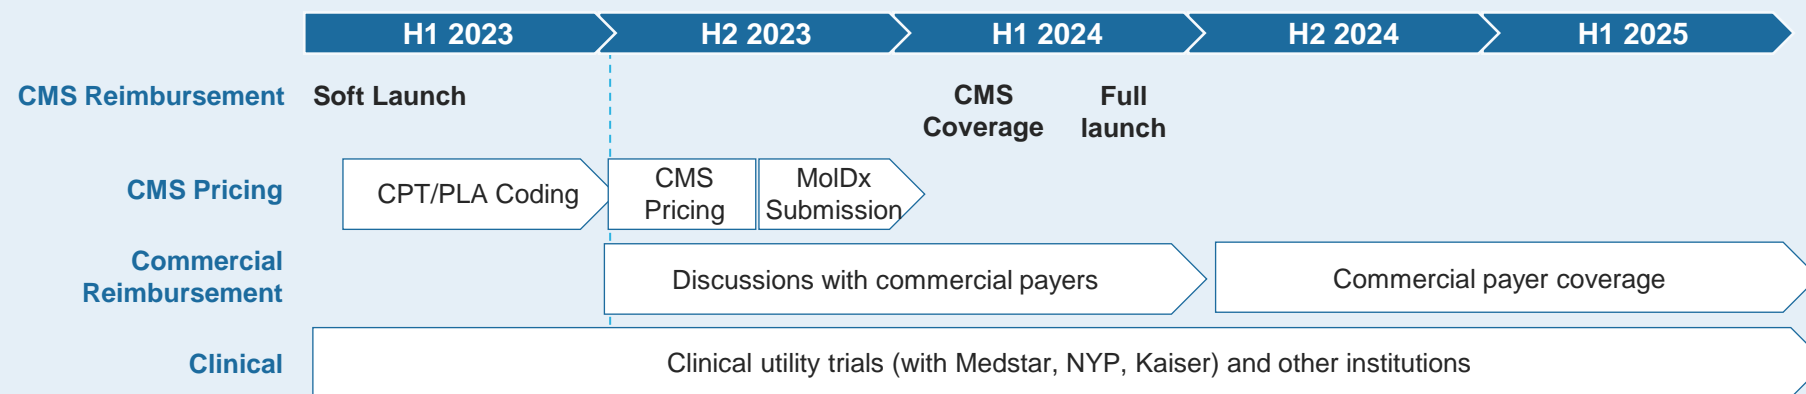 H1 2023
H2 2023
H1 2024
H2 2024
H1 2025
CMS Reimbursement
Soft Launch
CMS
Coverage
Full
launch
CMS Pricing
CPT/PLA Coding
CMS
Pricing
MolDx
Submission
Commercial
Reimbursement
Discussions with commercial payers
Commercial payer coverage
Clinical
Clinical utility trials (with Medstar, NYP, Kaiser) and other institutions